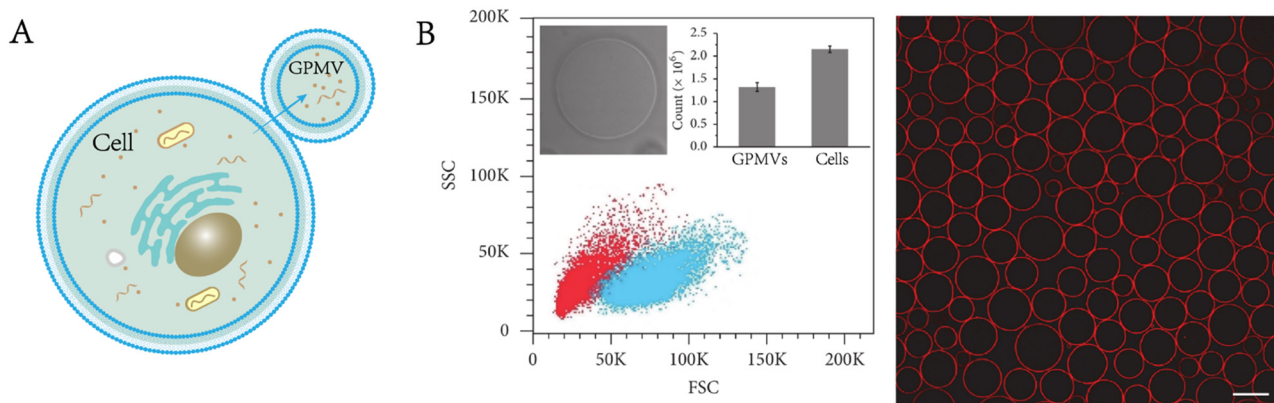 A
GPMV
Cell
B
200K
150K
100K
50K
0
SSC
0
50K
100K
150K
200K
FSC
2.5
2.0
1.5
1.0
0.5
0.0
Count (× 10⁶)
GPMVs
Cells